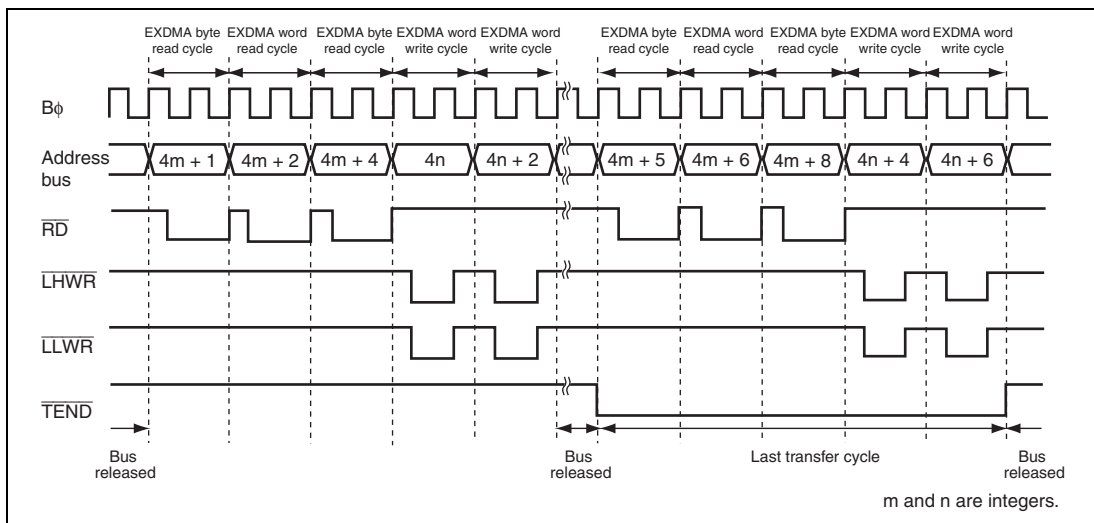 EXDMA byte read cycle
EXDMA word read cycle
EXDMA byte read cycle
EXDMA word write cycle
EXDMA word write cycle
EXDMA byte read cycle
EXDMA word read cycle
EXDMA byte read cycle
EXDMA word write cycle
EXDMA word write cycle
Bφ
Address bus
4m + 1
4m + 2
4m + 4
4n
4n + 2
4m + 5
4m + 6
4m + 8
4n + 4
4n + 6
RD
LHWR
LLWR
TEND
Bus released
Bus released
Last transfer cycle
Bus released
m and n are integers.